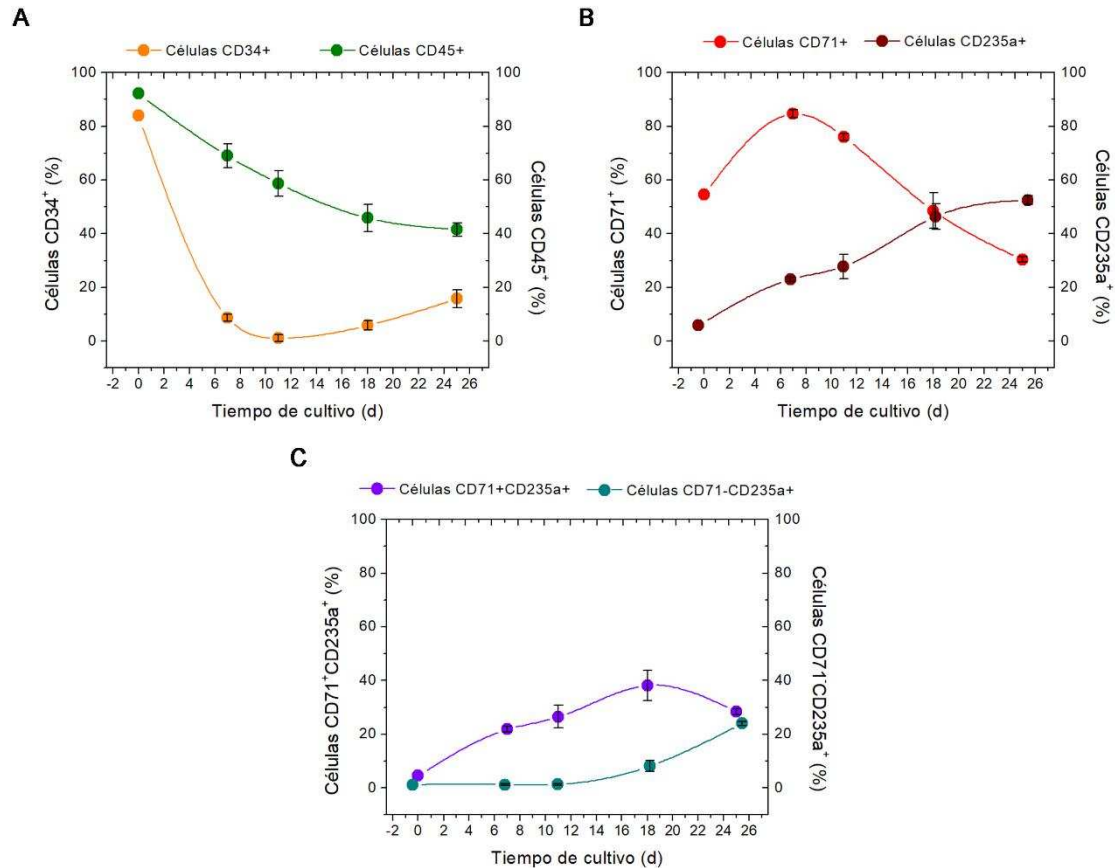 A
Células CD34+
Células CD45+
100
80
60
40
20
0
Células CD34⁺ (%)
100
80
60
40
20
0
Células CD45⁺ (%)
-2 0 2 4 6 8 10 12 14 16 18 20 22 24 26
Tiempo de cultivo (d)
B
Células CD71+
Células CD235a+
100
80
60
40
20
0
Células CD71⁺ (%)
100
80
60
40
20
0
Células CD235a⁺ (%)
-2 0 2 4 6 8 10 12 14 16 18 20 22 24 26
Tiempo de cultivo (d)
C
Células CD71+CD235a+
Células CD71-CD235a+
100
80
60
40
20
0
Células CD71⁺CD235a⁺ (%)
100
80
60
40
20
0
Células CD71⁻CD235a⁺ (%)
-2 0 2 4 6 8 10 12 14 16 18 20 22 24 26
Tiempo de cultivo (d)